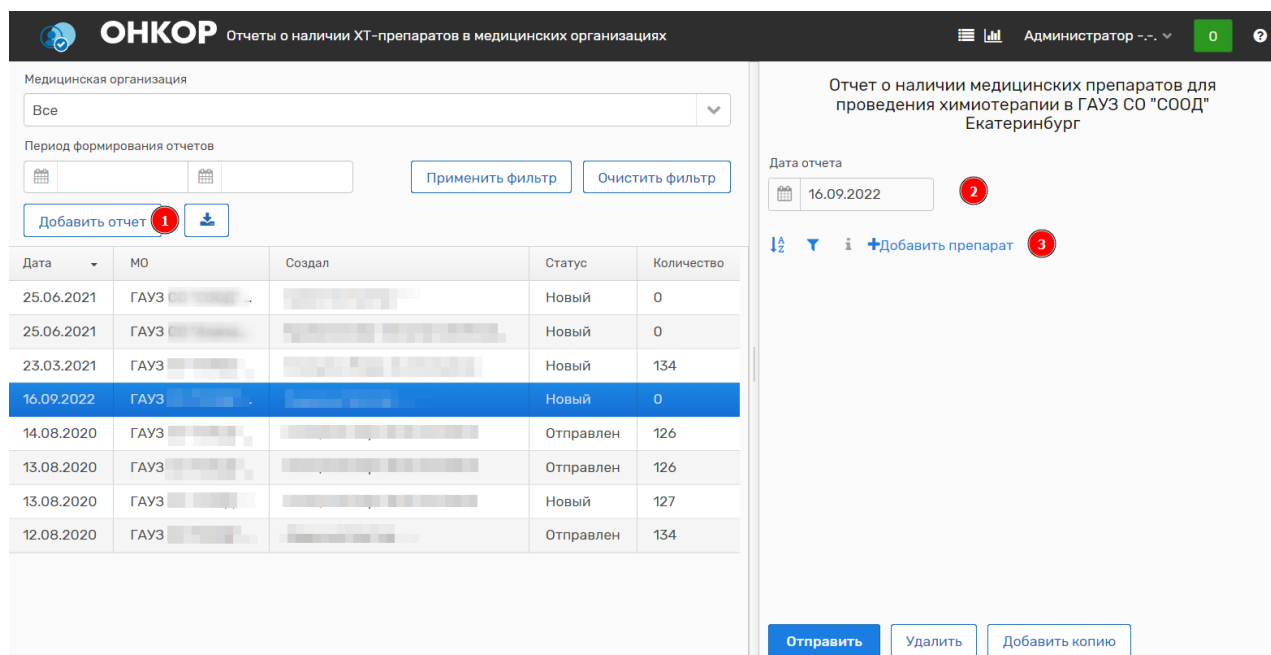 ОНКОР Отчеты о наличии ХТ-препаратов в медицинских организациях
Администратор -.-.
0
Медицинская организация
Все
Период формирования отчетов
Применить фильтр
Очистить фильтр
Добавить отчет 1
Дата МО Создал Статус Количество
25.06.2021 ГАУЗ Новый 0
25.06.2021 ГАУЗ Новый 0
23.03.2021 ГАУЗ Новый 134
16.09.2022 ГАУЗ Новый 0
14.08.2020 ГАУЗ Отправлен 126
13.08.2020 ГАУЗ Отправлен 126
13.08.2020 ГАУЗ Новый 127
12.08.2020 ГАУЗ Отправлен 134
Отчет о наличии медицинских препаратов для
проведения химиотерапии в ГАУЗ СО "СООД"
Екатеринбург
Дата отчета
16.09.2022 2
Добавить препарат 3
Отправить
Удалить
Добавить копию